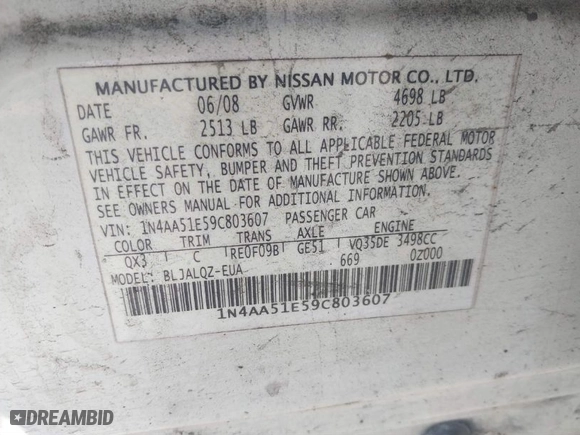 MANUFACTURED BY NISSAN MOTOR CO., LTD.
DATE 06/08 GVWR 4698 LB
GAWR FR. 2513 LB GAWR RR. 2205 LB
THIS VEHICLE CONFORMS TO ALL APPLICABLE FEDERAL MOTOR
VEHICLE SAFETY, BUMPER AND THEFT PREVENTION STANDARDS
IN EFFECT ON THE DATE OF MANUFACTURE SHOWN ABOVE.
SEE OWNERS MANUAL FOR ADDITIONAL INFORMATION.
VIN: 1N4AA51E59C803607 PASSENGER CAR
COLOR TRIM TRANS AXLE ENGINE
QX3 C RE0F09B GE51 VQ35DE 3498CC
MODEL: BLJALQZ-EUA 669 0Z000
1N4AA51E59C803607
DREAMBID